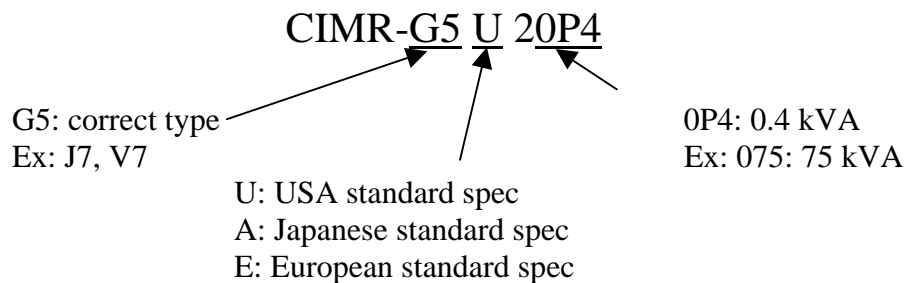 CIMR-G5 U 20P4
G5: correct type
Ex: J7, V7
0P4: 0.4 kVA
Ex: 075: 75 kVA
U: USA standard spec
A: Japanese standard spec
E: European standard spec